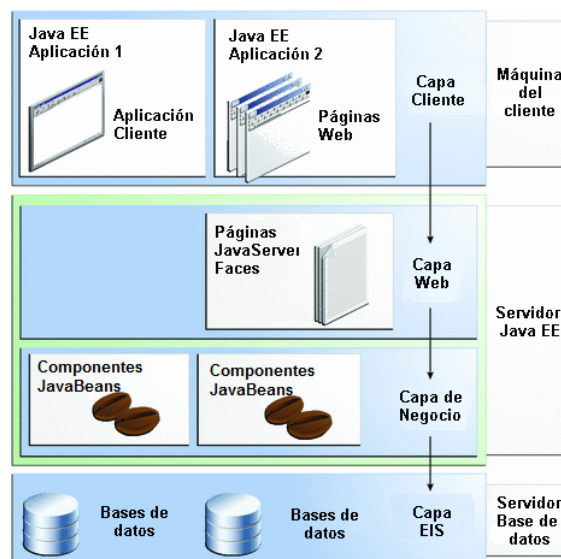 Java EE
Aplicación 1
Aplicación
Cliente
Java EE
Aplicación 2
Páginas
Web
Capa
Cliente
Máquina
del
cliente
Páginas
JavaServer
Faces
Capa
Web
Servidor
Java EE
Componentes
JavaBeans
Componentes
JavaBeans
Capa de
Negocio
Bases de
datos
Bases de
datos
Capa
EIS
Servidor
Base de
datos